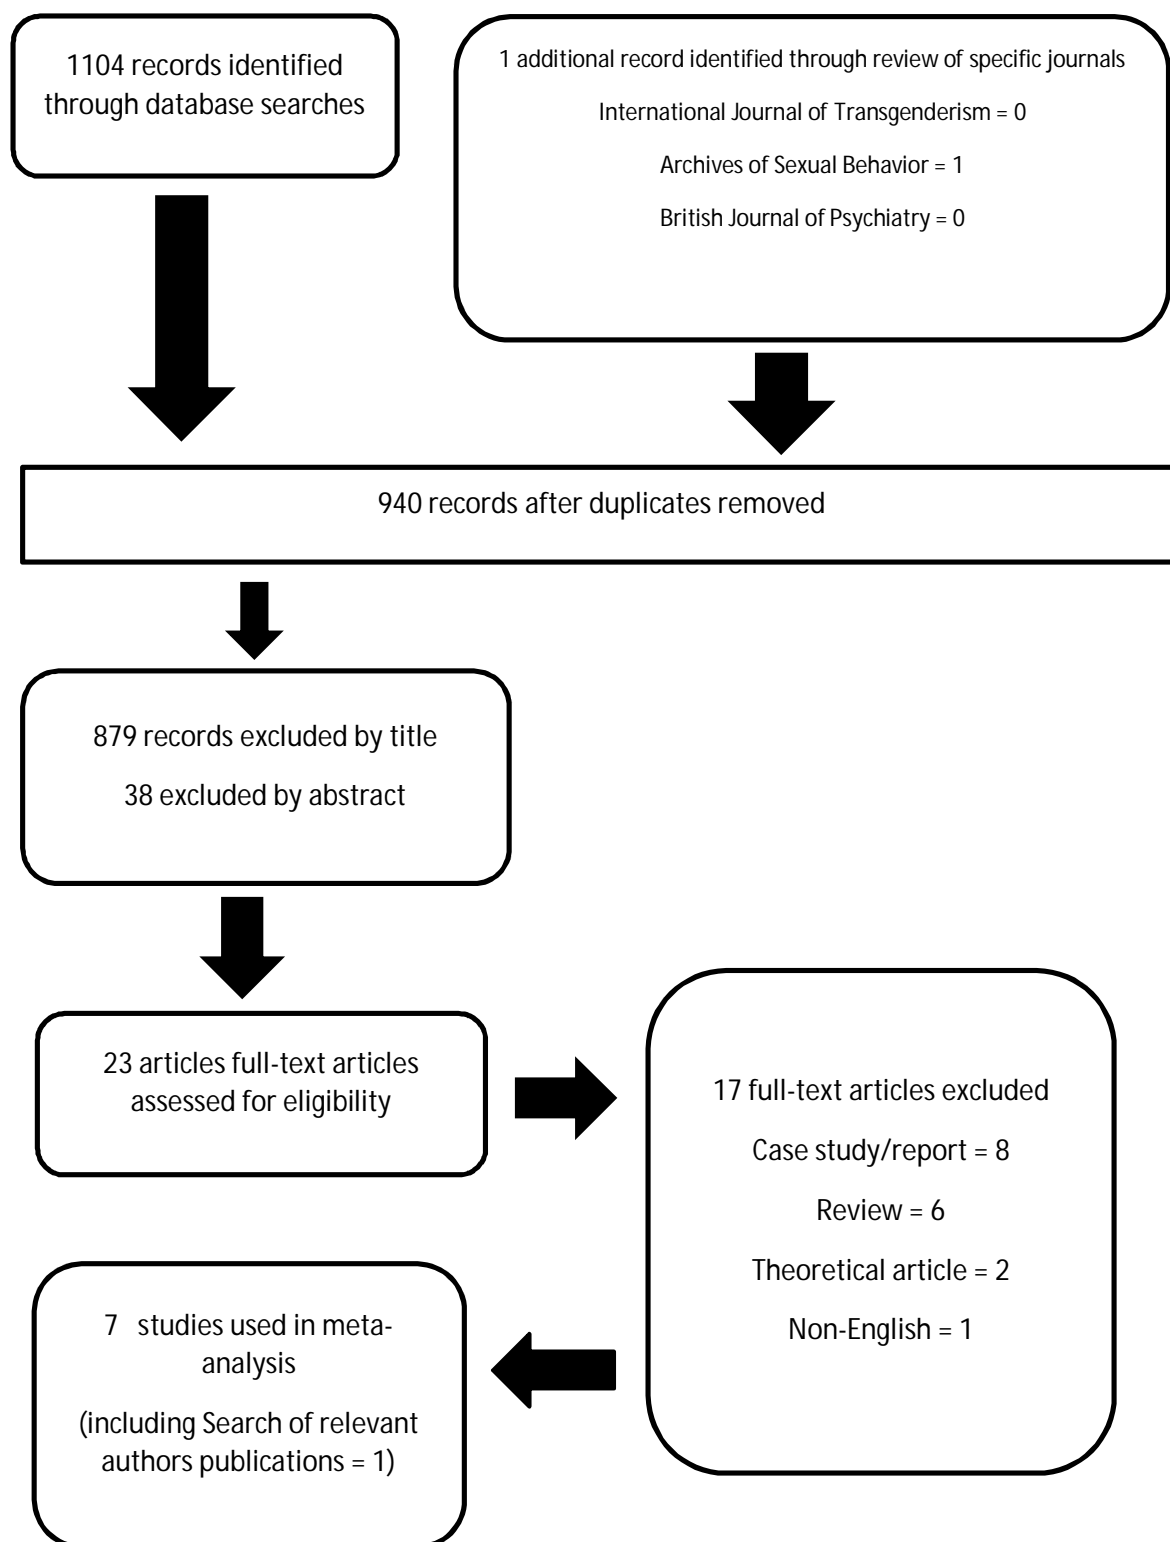 1104 records identified
through database searches
1 additional record identified through review of specific journals
International Journal of Transgenderism = 0
Archives of Sexual Behavior = 1
British Journal of Psychiatry = 0
940 records after duplicates removed
879 records excluded by title
38 excluded by abstract
23 articles full-text articles
assessed for eligibility
17 full-text articles excluded
Case study/report = 8
Review = 6
Theoretical article = 2
Non-English = 1
7 studies used in meta-
analysis
(including Search of relevant
authors publications = 1)